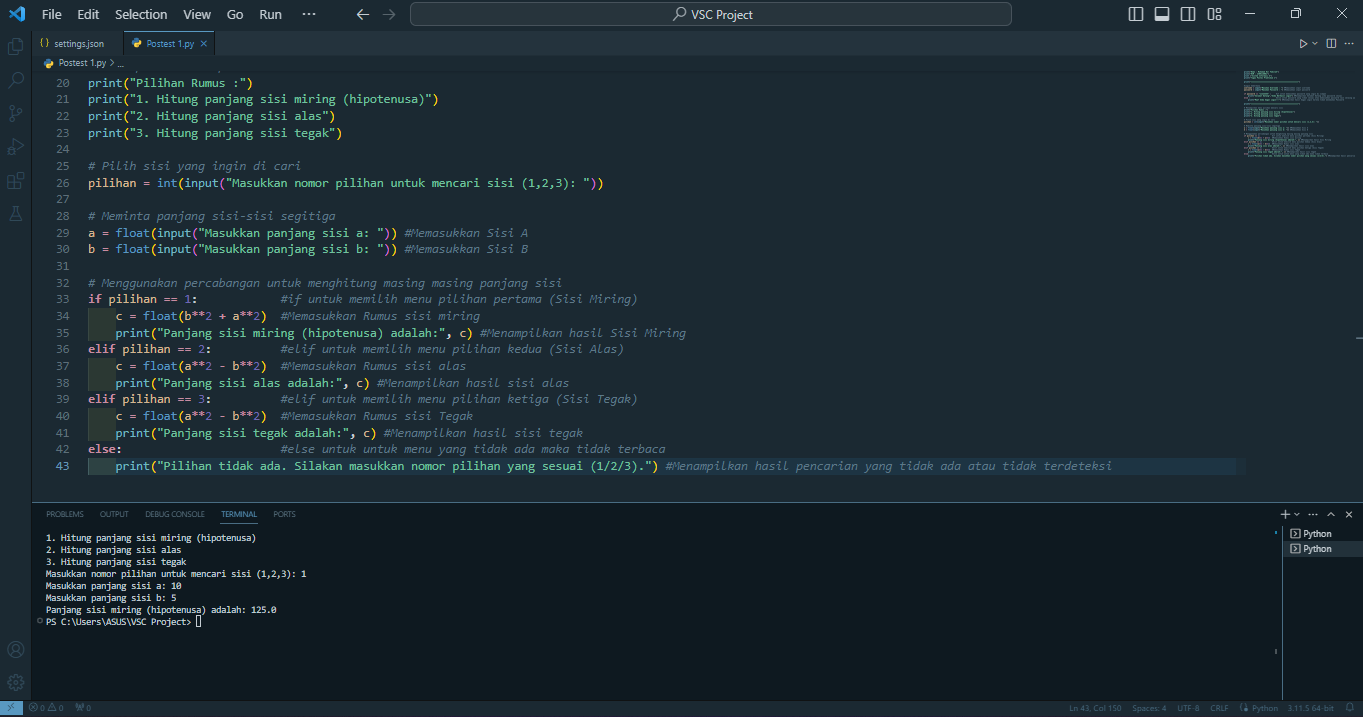 File Edit Selection View Go Run ··· VSC Project
{} settings.json Postest 1.py ×
Postest 1.py > ...
20 print("Pilihan Rumus :")
21 print("1. Hitung panjang sisi miring (hipotenusa)")
22 print("2. Hitung panjang sisi alas")
23 print("3. Hitung panjang sisi tegak")
24
25 # Pilih sisi yang ingin di cari
26 pilihan = int(input("Masukkan nomor pilihan untuk mencari sisi (1,2,3): "))
27
28 # Meminta panjang sisi-sisi segitiga
29 a = float(input("Masukkan panjang sisi a: ")) #Memasukkan Sisi A
30 b = float(input("Masukkan panjang sisi b: ")) #Memasukkan Sisi B
31
32 # Menggunakan percabangan untuk menghitung masing masing panjang sisi
33 if pilihan == 1: #if untuk memilih menu pilihan pertama (Sisi Miring)
34 c = float(b**2 + a**2) #Memasukan Rumus sisi miring
35 print("Panjang sisi miring (hipotenusa) adalah:", c) #Menampilkan hasil Sisi Miring
36 elif pilihan == 2: #elif untuk memilih menu pilihan kedua (Sisi Alas)
37 c = float(a**2 - b**2) #Memasukkan Rumus sisi alas
38 print("Panjang sisi alas adalah:", c) #Menampilkan hasil sisi alas
39 elif pilihan == 3: #elif untuk memilih menu pilihan ketiga (Sisi Tegak)
40 c = float(a**2 - b**2) #Memasukkan Rumus sisi Tegak
41 print("Panjang sisi tegak adalah:", c) #Menampilkan hasil sisi tegak
42 else: #else untuk untuk menu yang tidak ada maka tidak terbaca
43 print("Pilihan tidak ada. Silakan masukkan nomor pilihan yang sesuai (1/2/3).") #Menampilkan hasil pencarian yang tidak ada atau tidak terdeteksi
PROBLEMS OUTPUT DEBUG CONSOLE TERMINAL PORTS
1. Hitung panjang sisi miring (hipotenusa)
2. Hitung panjang sisi alas
3. Hitung panjang sisi tegak
Masukkan nomor pilihan untuk mencari sisi (1,2,3): 1
Masukkan panjang sisi a: 10
Masukkan panjang sisi b: 5
Panjang sisi miring (hipotenusa) adalah: 125.0
PS C:\Users\ASUS\VSC Project>
Python
Python
0 0 0 Ln 43, Col 150 Spaces: 4 UTF-8 CRLF Python 3.11.5 64-bit